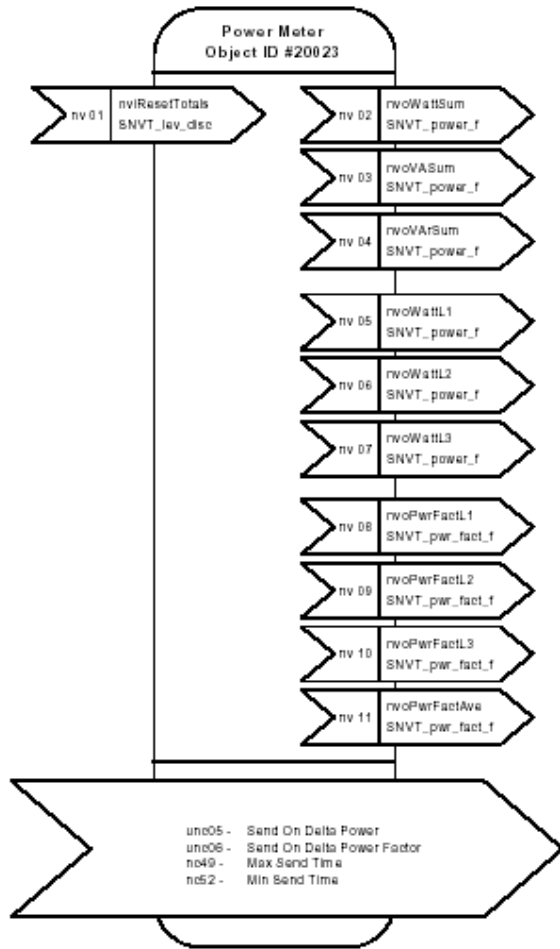 Power Meter
Object ID #20023
nv 01
nviResetTotals
SNVT_lev_disc
nv 02
nvoWattSum
SNVT_power_f
nv 03
nvoVASum
SNVT_power_f
nv 04
nvoVArSum
SNVT_power_f
nv 05
nvoWattL1
SNVT_power_f
nv 06
nvoWattL2
SNVT_power_f
nv 07
nvoWattL3
SNVT_power_f
nv 08
nvoPwrFactL1
SNVT_pwr_fact_f
nv 09
nvoPwrFactL2
SNVT_pwr_fact_f
nv 10
nvoPwrFactL3
SNVT_pwr_fact_f
nv 11
nvoPwrFactAve
SNVT_pwr_fact_f
unc05 - Send On Delta Power
unc06 - Send On Delta Power Factor
nc49 - Max Send Time
nc52 - Min Send Time